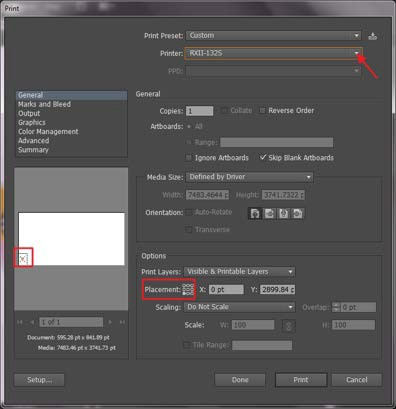 Print
Print Preset: Custom
Printer: RXII-132S
PPD:
General
Marks and Bleed
Output
Graphics
Color Management
Advanced
Summary
General
Copies: 1 Collate Reverse Order
Artboards: All
Range:
Ignore Artboards Skip Blank Artboards
Media Size: Defined by Driver
Width: 7483.4644 p Height: 3741.7322 p
Orientation: Auto-Rotate
Transverse
Options
Print Layers: Visible & Printable Layers
Placement: X: 0 pt Y: 2899.84 p
Scaling: Do Not Scale Overlap: 0 pt
Scale: W: 100 H: 100
Tile Range:
1 of 1
Document: 595.28 pt x 841.89 pt
Media: 7483.46 pt x 3741.73 pt
Setup... Done Print Cancel